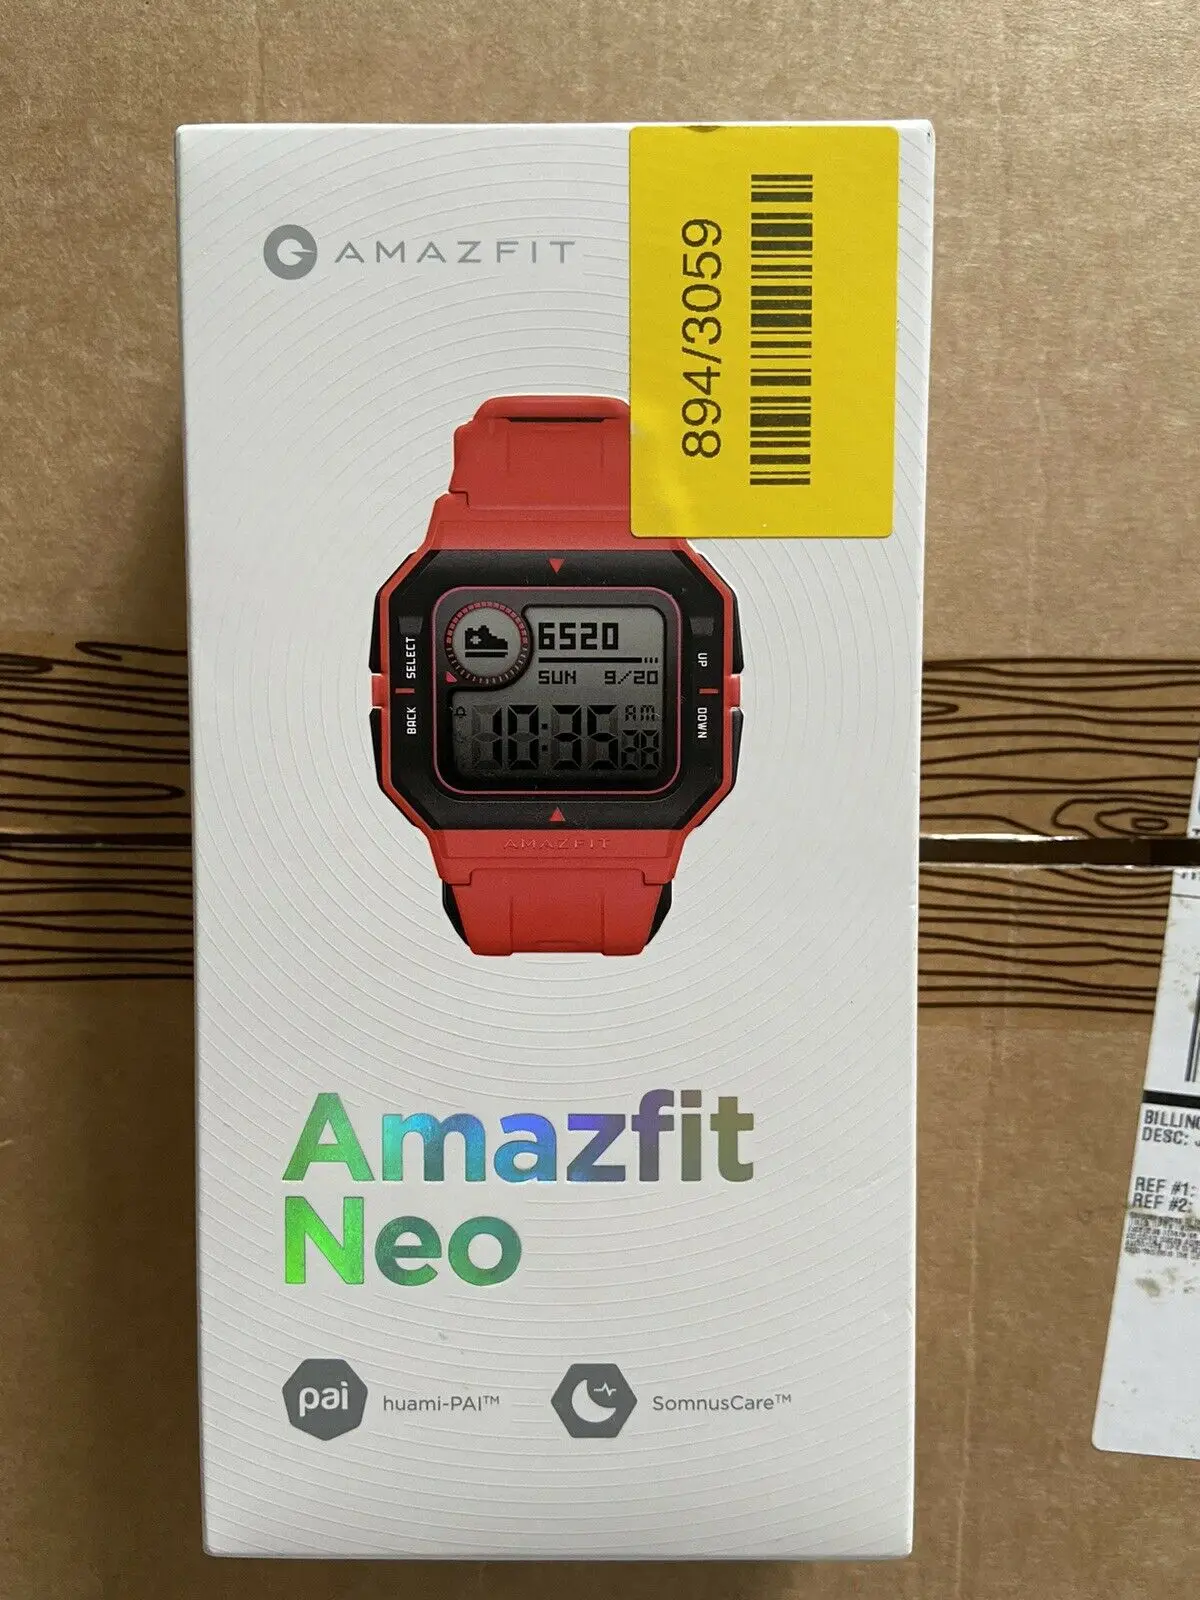 AMAZFIT
894/3059
SELECT
UP
BACK
DOWN
6520
SUN 9/20
AM
10:35
AMAZFIT
Amazfit
Neo
pai
huami-PAI™
SomnusCare™
DESC:
REF #1:
REF #2: